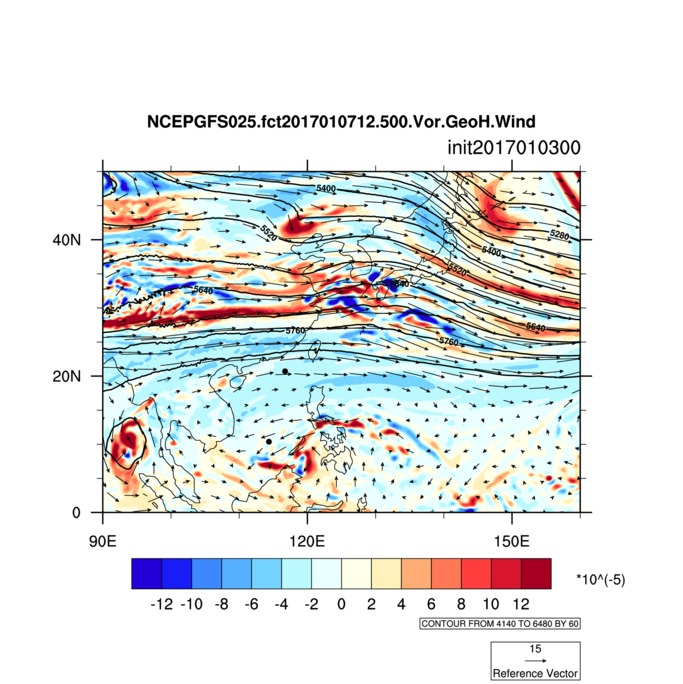 NCEPGFS025.fct2017010712.500.Vor.GeoH.Wind
init2017010300
5400
5520
5280
5400
40N
5520
5640
5640
5640
5760
5760
20N
0
90E 120E 150E
-12 -10 -8 -6 -4 -2 0 2 4 6 8 10 12 *10^(-5)
CONTOUR FROM 4140 TO 6480 BY 60
15
Reference Vector